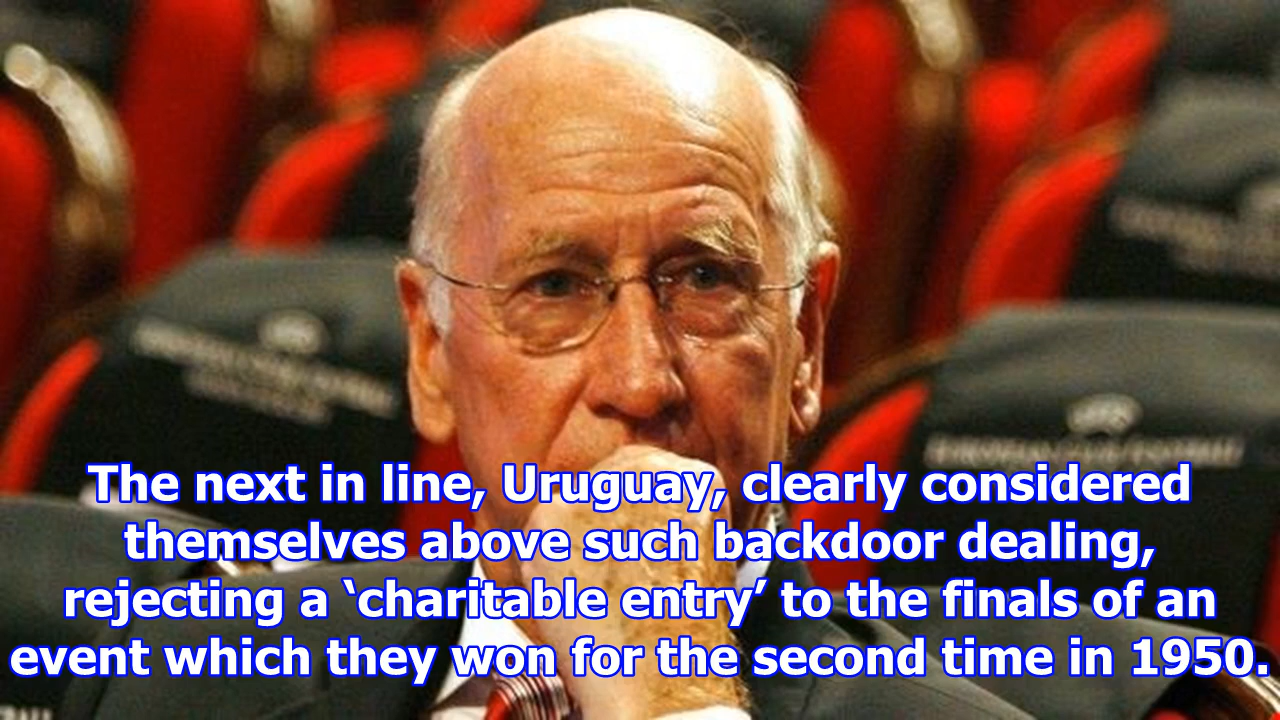 The next in line, Uruguay, clearly considered
themselves above such backdoor dealing,
rejecting a ‘charitable entry’ to the finals of an
event which they won for the second time in 1950.